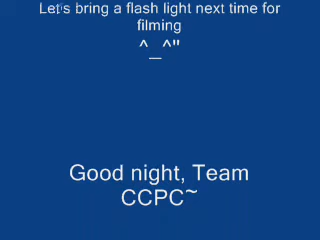 Let's bring a flash light next time for
filming
^_^"
Good night, Team
CCPC~